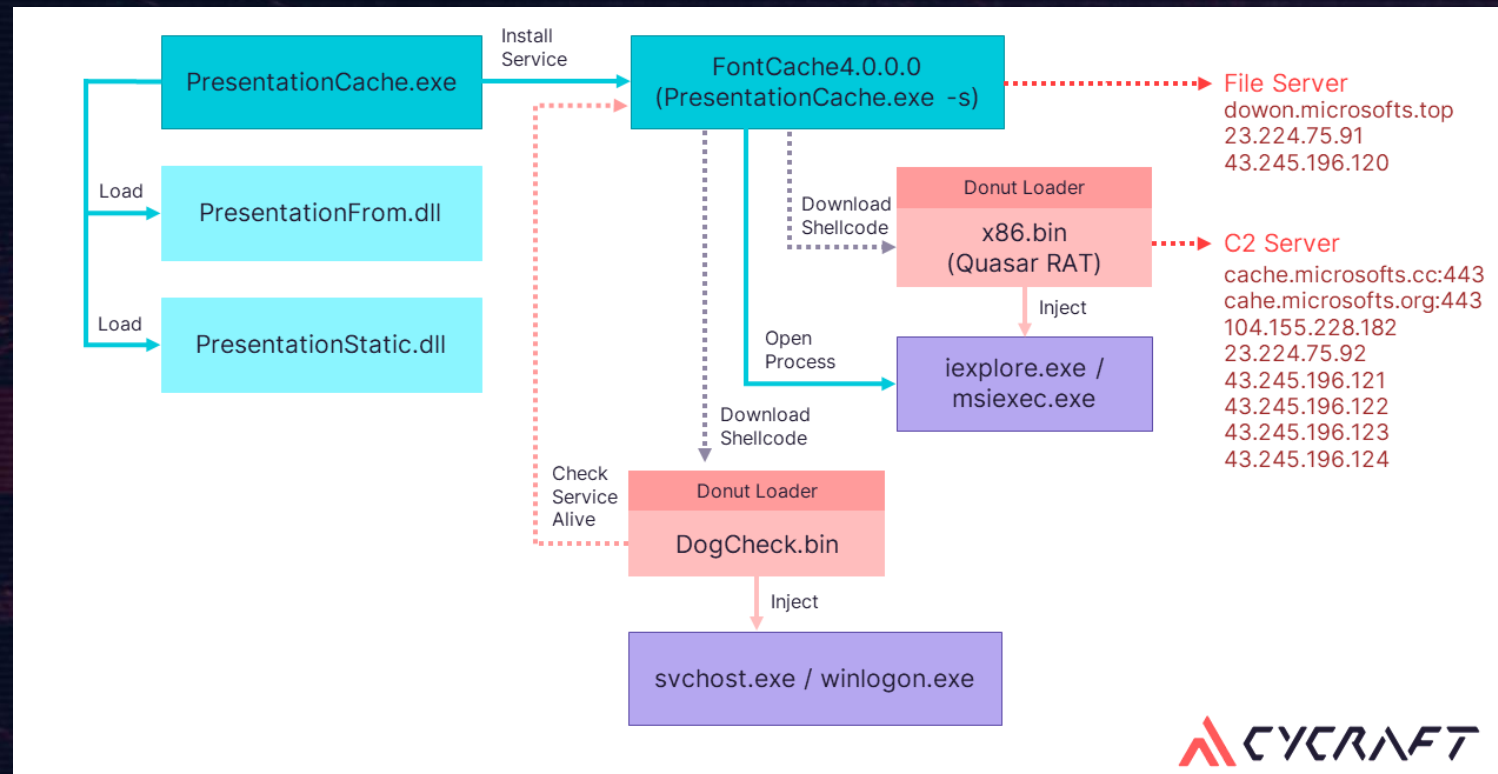 PresentationCache.exe
Install
Service
FontCache4.0.0.0
(PresentationCache.exe -s)
File Server
dowon.microsofts.top
23.224.75.91
43.245.196.120
Load
PresentationFrom.dll
Download
Shellcode
Donut Loader
x86.bin
(Quasar RAT)
C2 Server
cache.microsofts.cc:443
cahe.microsofts.org:443
104.155.228.182
23.224.75.92
43.245.196.121
43.245.196.122
43.245.196.123
43.245.196.124
Load
PresentationStatic.dll
Inject
Open
Process
iexplore.exe /
msiexec.exe
Download
Shellcode
Check
Service
Alive
Donut Loader
DogCheck.bin
Inject
svchost.exe / winlogon.exe
CYCRAFT